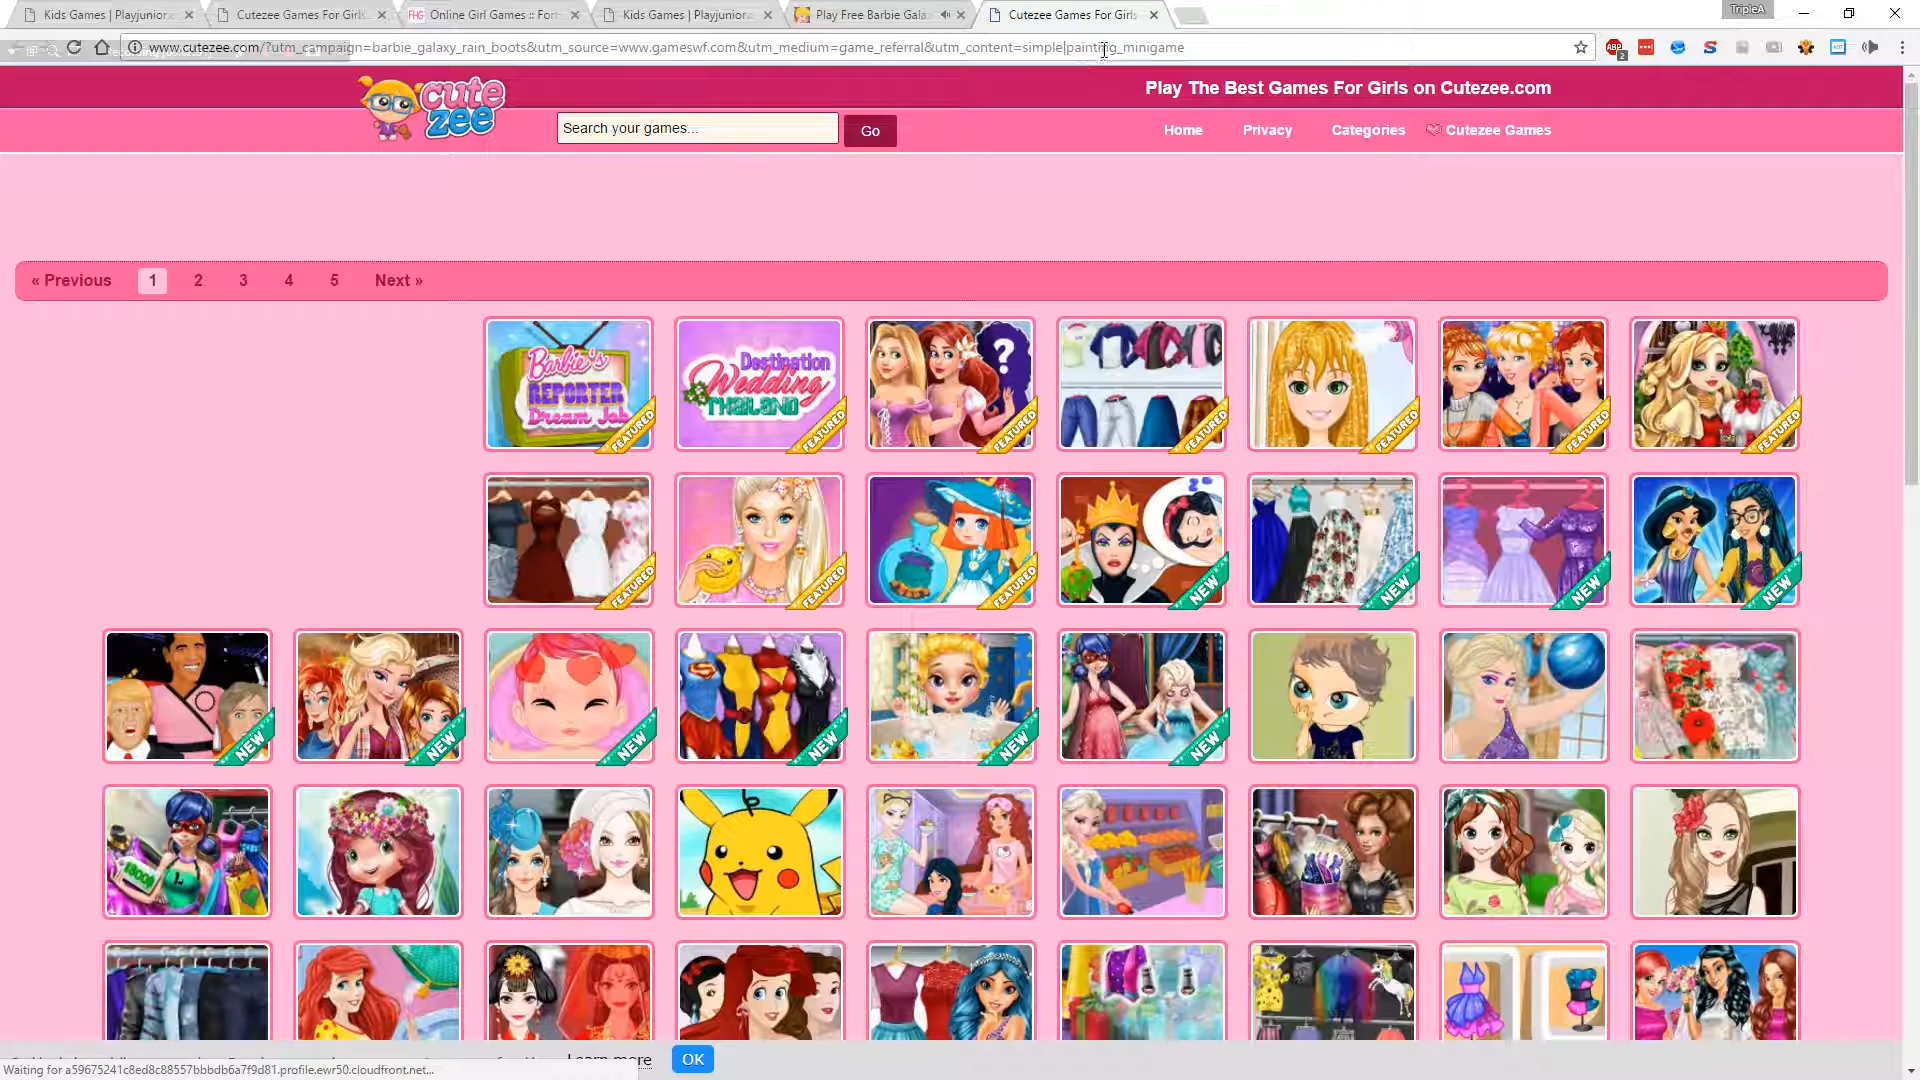 Kids Games | Playjunior.
Cutezee Games For Girls
FHG Online Girl Games :: For
Kids Games | Playjunior.
Play Free Barbie Gala
Cutezee Games For Girls
TripleA
www.cutezee.com/?utm_campaign=barbie_galaxy_rain_boots&utm_source=www.gameswf.com&utm_medium=game_referral&utm_content=simple|painting_minigame
ABP
2
cute
zee
Play The Best Games For Girls on Cutezee.com
Search your games...
Go
Home
Privacy
Categories
Cutezee Games
« Previous
1
2
3
4
5
Next »
Barbie's
REPORTER
Dream Job
FEATURED
Destination
Wedding
THAILAND
FEATURED
?
FEATURED
FEATURED
FEATURED
FEATURED
FEATURED
FEATURED
FEATURED
FEATURED
NEW
NEW
NEW
NEW
NEW
NEW
NEW
NEW
NEW
NEW
Learn more
OK
Waiting for a59675241c8ed8c88557bbbdb6a7f9d81.profile.ewr50.cloudfront.net...